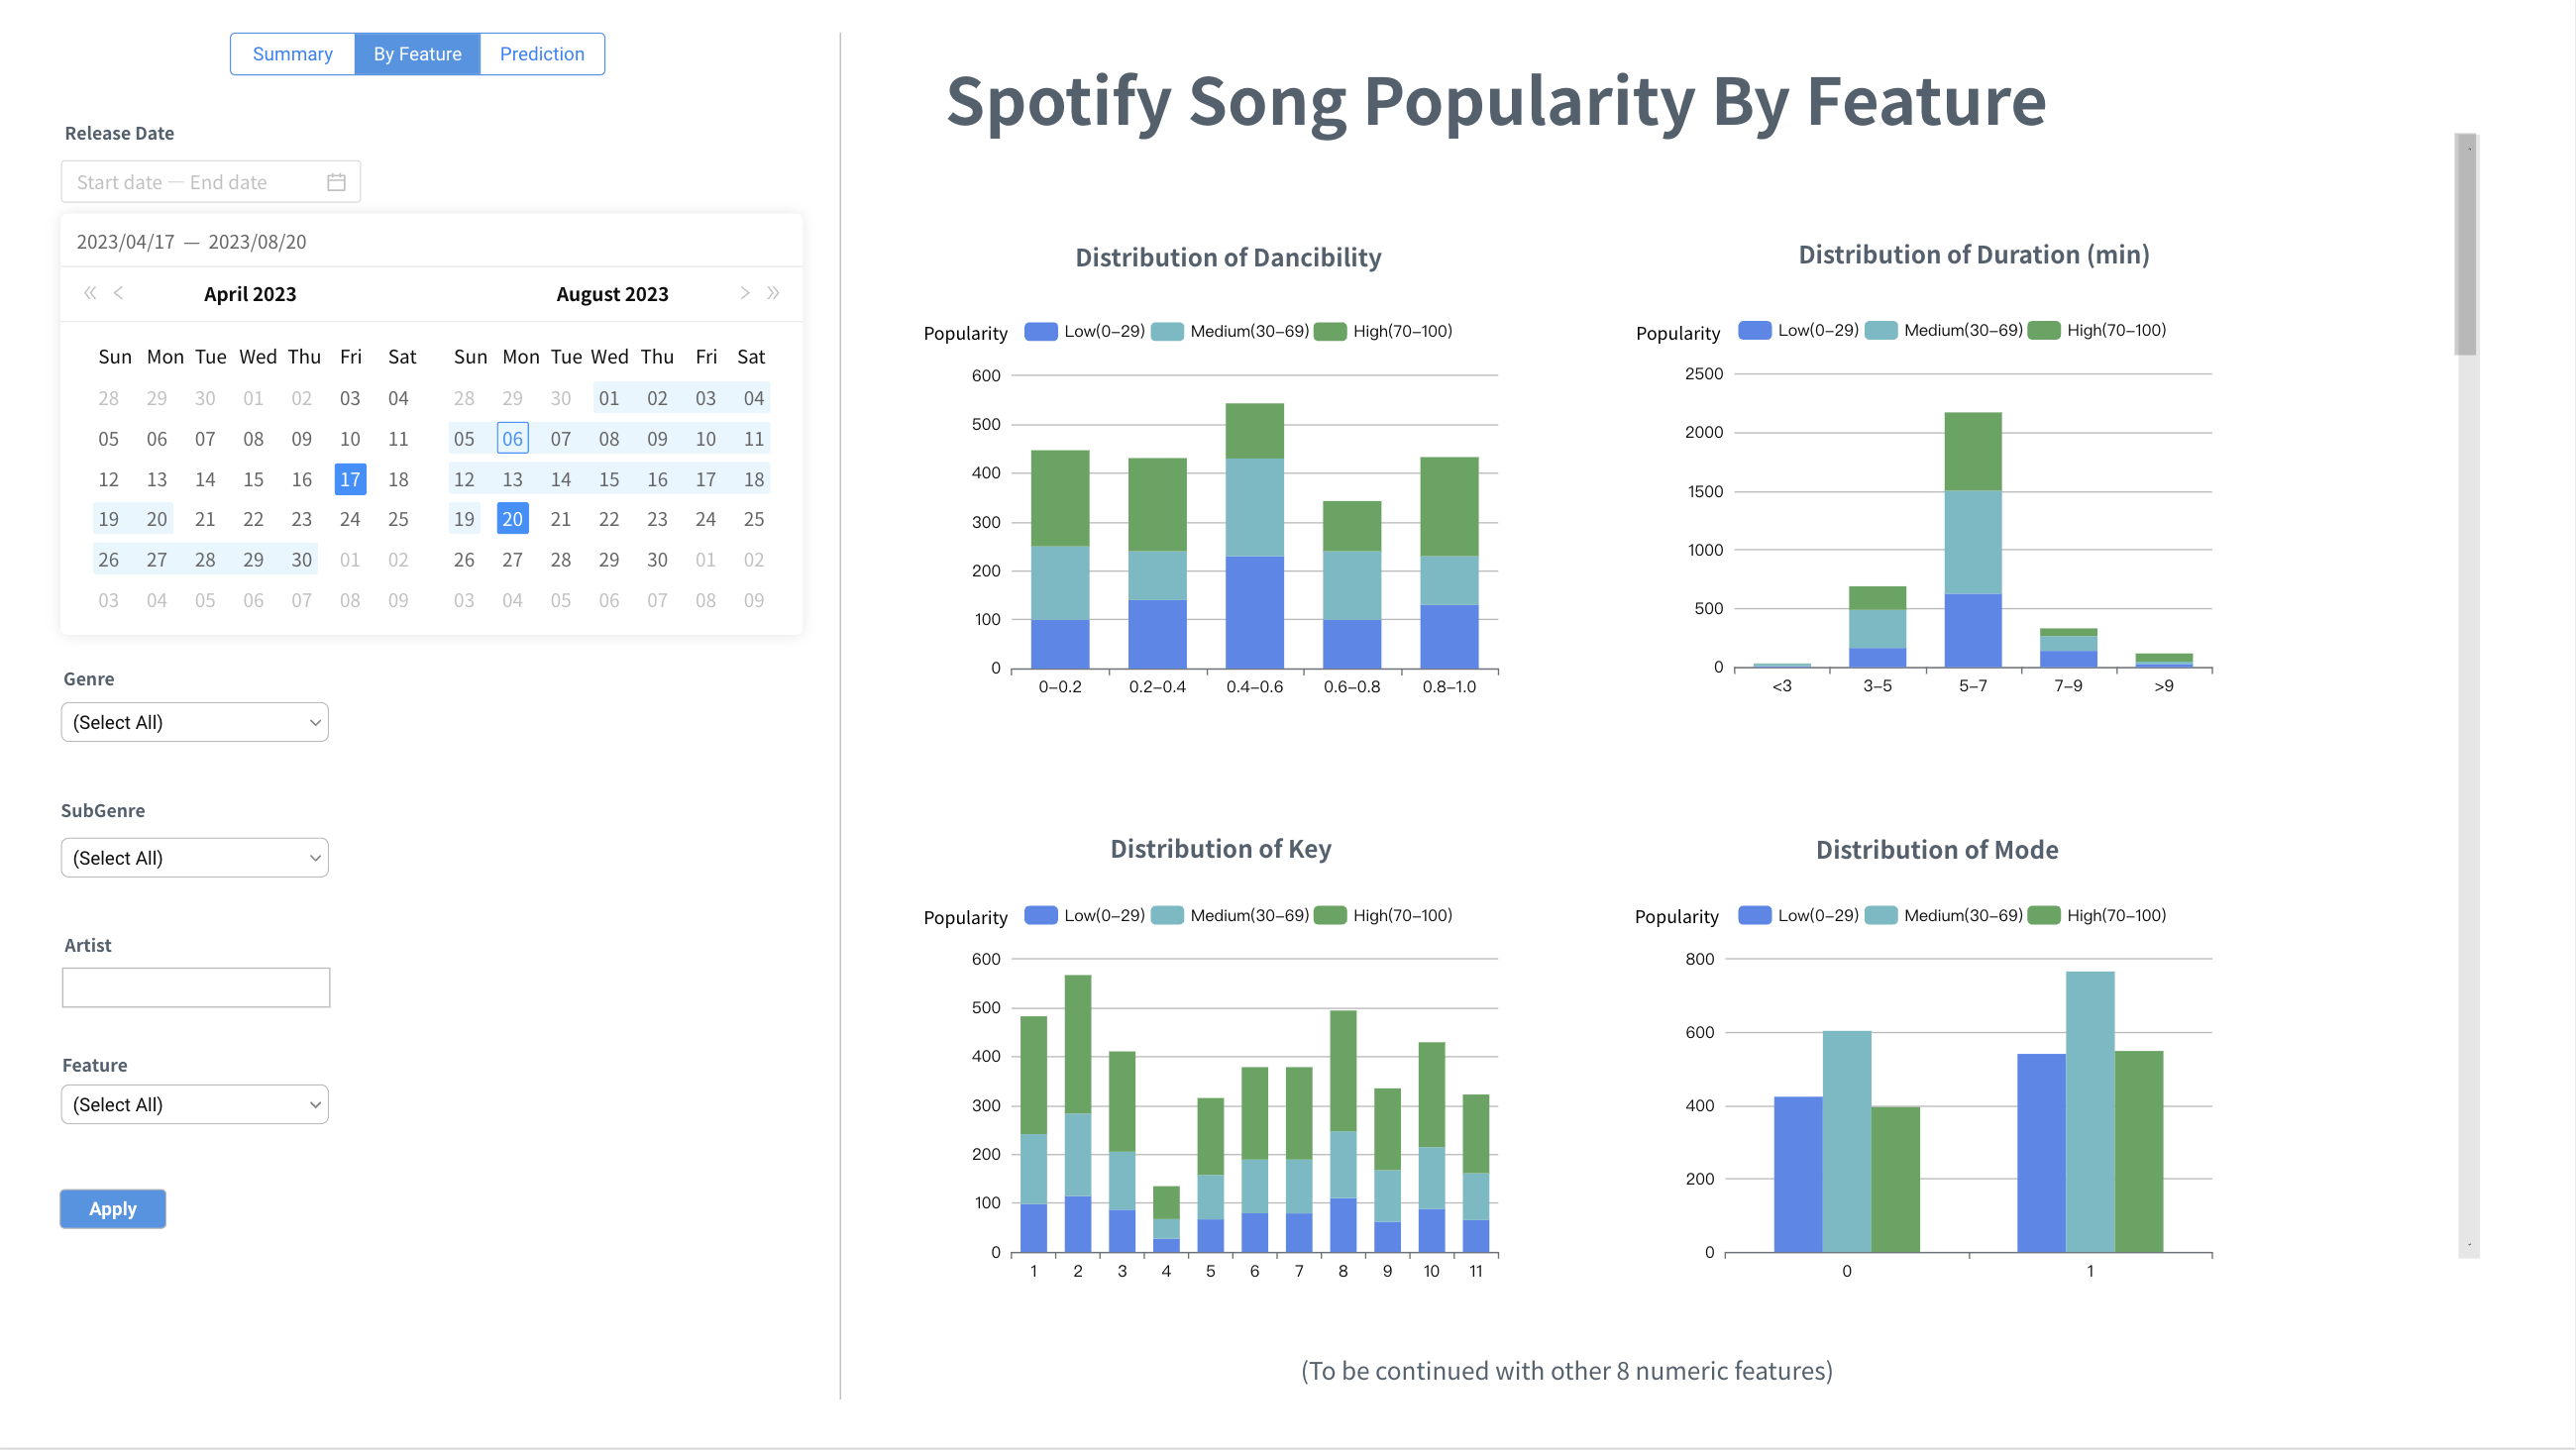 Summary By Feature Prediction
Release Date
Start date — End date
2023/04/17 — 2023/08/20
« < April 2023
Sun Mon Tue Wed Thu Fri Sat
28 29 30 01 02 03 04
05 06 07 08 09 10 11
12 13 14 15 16 17 18
19 20 21 22 23 24 25
26 27 28 29 30 01 02
03 04 05 06 07 08 09
August 2023 > »
Sun Mon Tue Wed Thu Fri Sat
28 29 30 01 02 03 04
05 06 07 08 09 10 11
12 13 14 15 16 17 18
19 20 21 22 23 24 25
26 27 28 29 30 01 02
03 04 05 06 07 08 09
Genre
(Select All)
SubGenre
(Select All)
Artist
Feature
(Select All)
Apply
Spotify Song Popularity By Feature
Distribution of Dancibility
Popularity Low(0–29) Medium(30–69) High(70–100)
600
500
400
300
200
100
0
0–0.2 0.2–0.4 0.4–0.6 0.6–0.8 0.8–1.0
Distribution of Duration (min)
Popularity Low(0–29) Medium(30–69) High(70–100)
2500
2000
1500
1000
500
0
<3 3–5 5–7 7–9 >9
Distribution of Key
Popularity Low(0–29) Medium(30–69) High(70–100)
600
500
400
300
200
100
0
1 2 3 4 5 6 7 8 9 10 11
Distribution of Mode
Popularity Low(0–29) Medium(30–69) High(70–100)
800
600
400
200
0
0 1
(To be continued with other 8 numeric features)